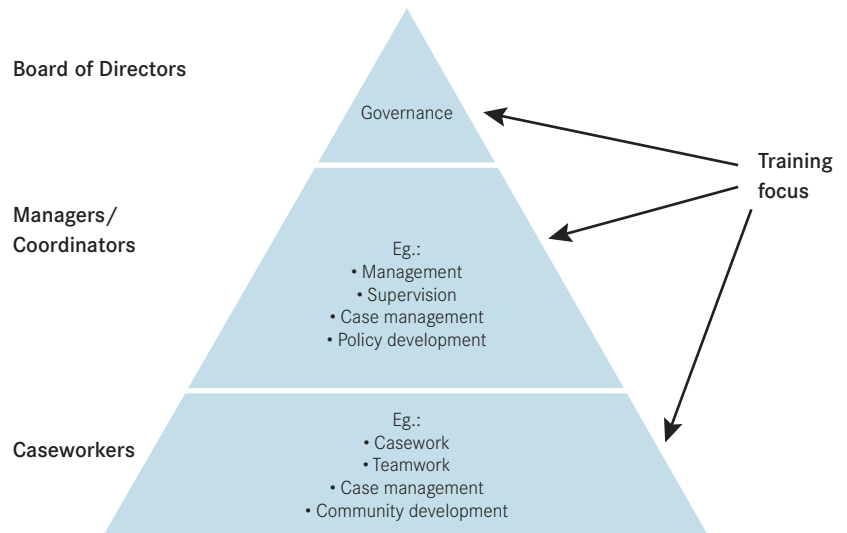 Board of Directors
Governance
Training
focus
Managers/
Coordinators
Eg.:
• Management
• Supervision
• Case management
• Policy development
Caseworkers
Eg.:
• Casework
• Teamwork
• Case management
• Community development